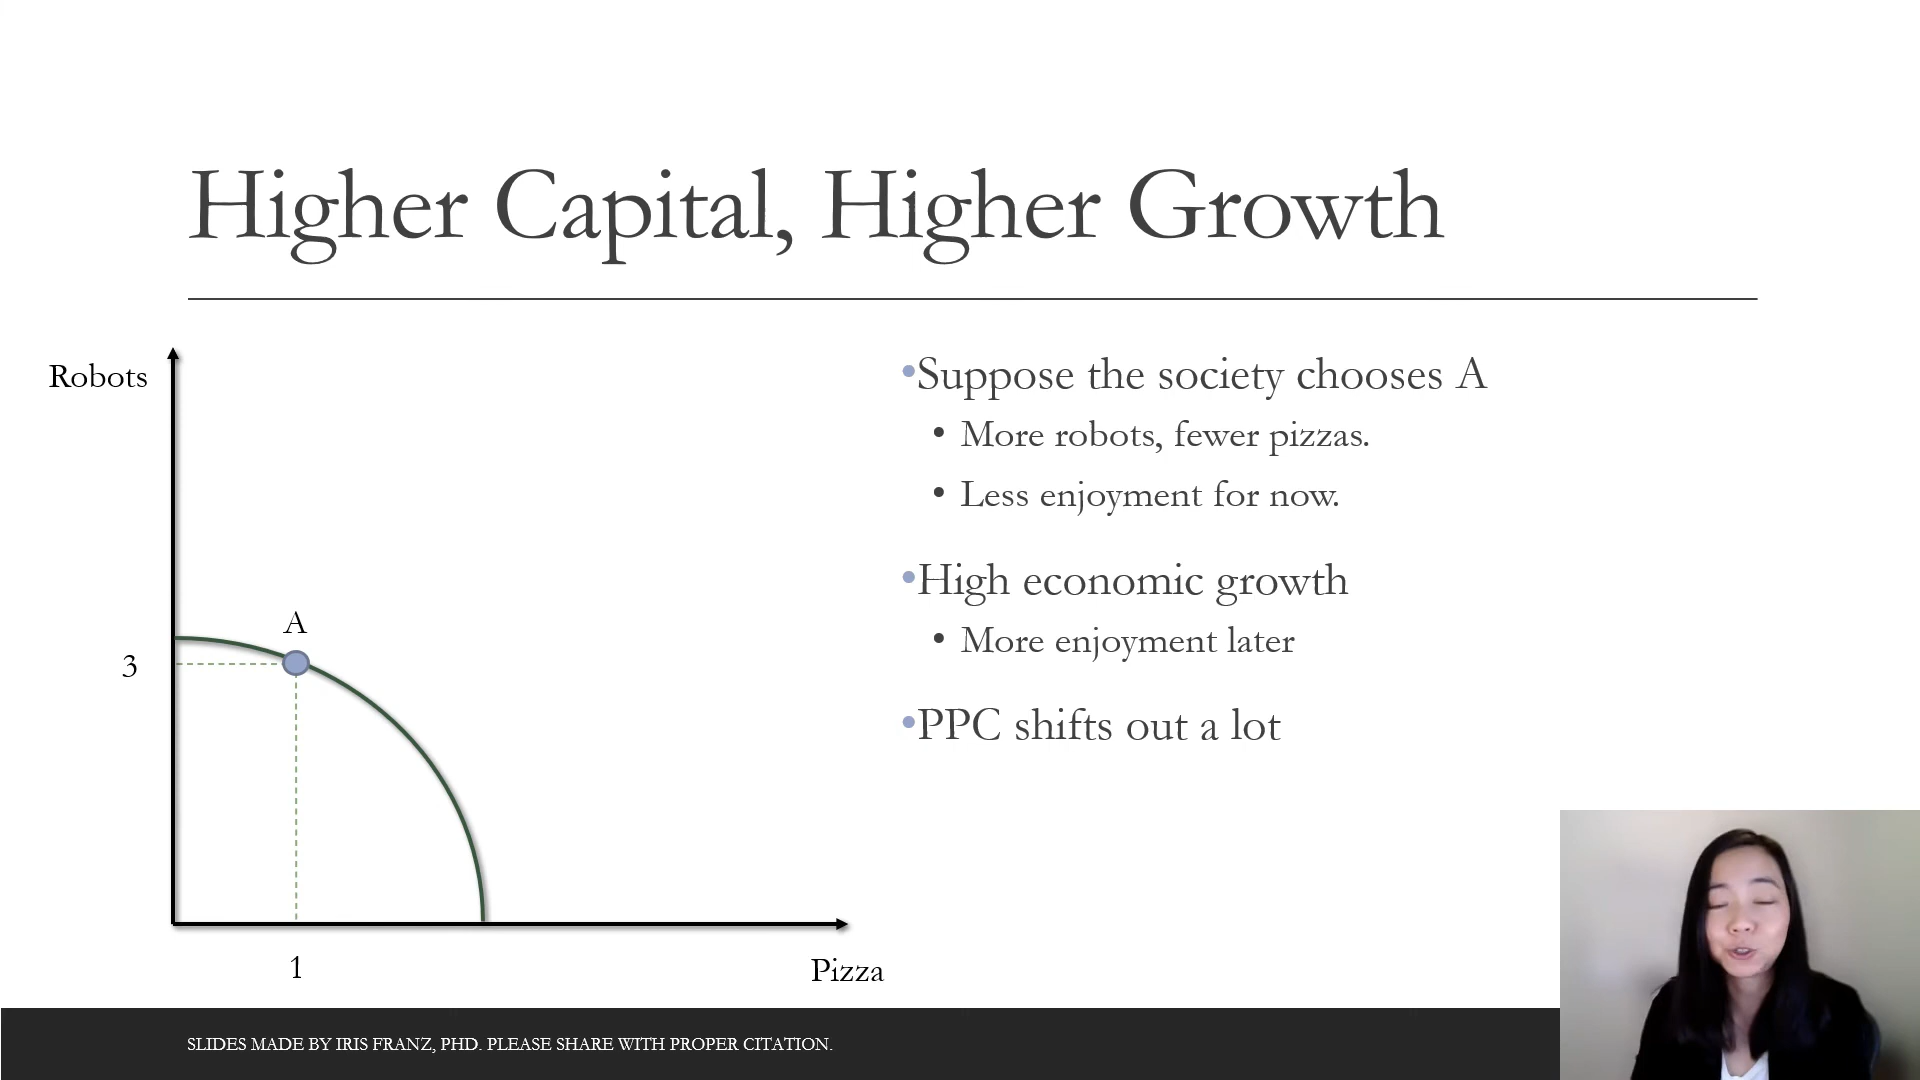 Higher Capital, Higher Growth
Robots
A
3
1
Pizza
•Suppose the society chooses A
• More robots, fewer pizzas.
• Less enjoyment for now.
•High economic growth
• More enjoyment later
•PPC shifts out a lot
SLIDES MADE BY IRIS FRANZ, PHD. PLEASE SHARE WITH PROPER CITATION.